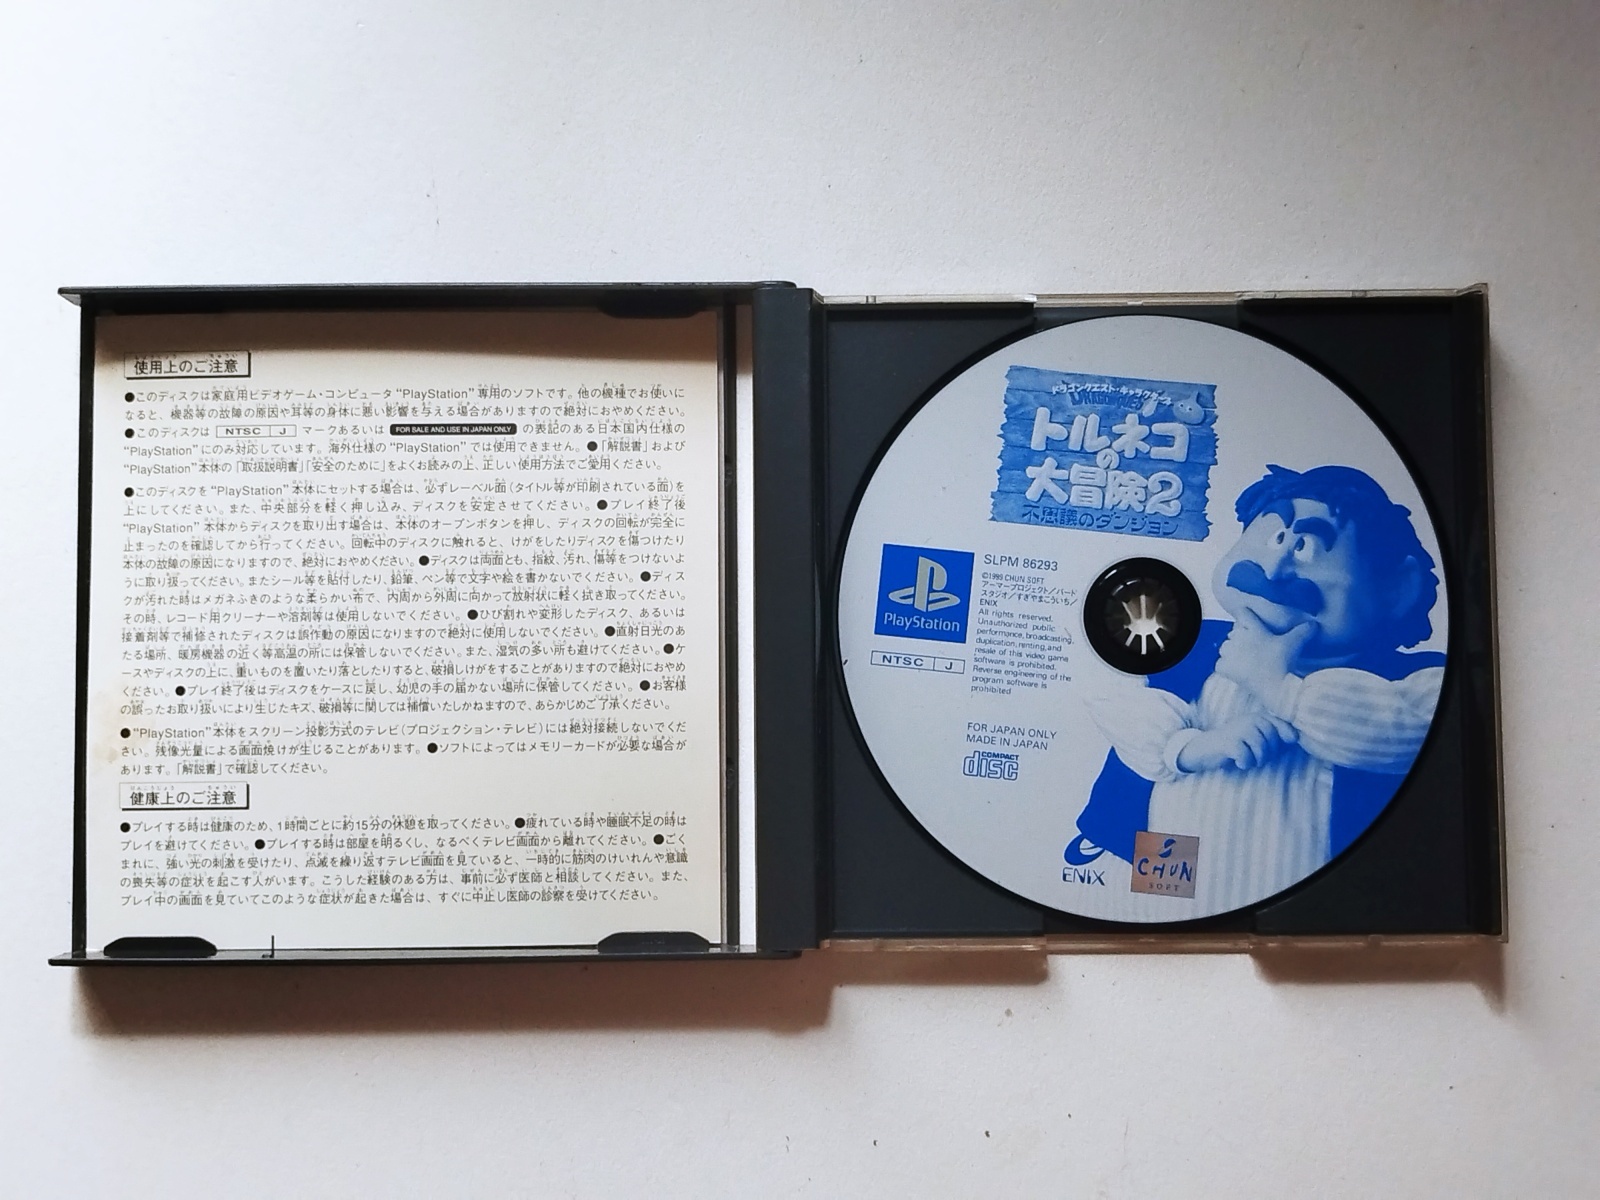 使用上のご注意
●このディスクは家庭用ビデオゲーム・コンピュータ“PlayStation”専用のソフトです。他の機種でお使いに
なると、機器等の故障の原因や耳等の身体に悪い影響を与える場合がありますので絶対におやめください。
●このディスクは NTSC J マークあるいは FOR SALE AND USE IN JAPAN ONLY の表記のある日本国内仕様の
“PlayStation”にのみ対応しています。海外仕様の“PlayStation”では使用できません。●「解説書」および
“PlayStation”本体の「取扱説明書」「安全のために」をよくお読みの上、正しい使用方法でご愛用ください。
●このディスクを“PlayStation”本体にセットする場合は、必ずレーベル面(タイトル等が印刷されている面)を
上にしてください。また、中央部分を軽く押し込み、ディスクを安定させてください。●プレイ終了後
“PlayStation”本体からディスクを取り出す場合は、本体のオープンボタンを押し、ディスクの回転が完全に
止まったのを確認してから行ってください。回転中のディスクに触れると、けがをしたりディスクを傷つけたり
本体の故障の原因になりますので、絶対におやめください。●ディスクは両面とも、指紋、汚れ、傷等をつけないよ
うに取り扱ってください。またシール等を貼付したり、鉛筆、ペン等で文字や絵を書かないでください。●ディス
クが汚れた時はメガネふきのような柔らかい布で、内周から外周に向かって放射状に軽く拭き取ってください。
その時、レコード用クリーナーや溶剤等は使用しないでください。●ひび割れや変形したディスク、あるいは
接着剤等で補修されたディスクは誤作動の原因になりますので絶対に使用しないでください。●直射日光のあ
たる場所、暖房機器の近く等高温の所には保管しないでください。また、湿気の多い所も避けてください。●ケ
ースやディスクの上に、重いものを置いたり落としたりすると、破損しけがをすることがありますので絶対におやめ
ください。●プレイ終了後はディスクをケースに戻し、幼児の手の届かない場所に保管してください。●お客様
の誤ったお取り扱いにより生じたキズ、破損等に関しては補償いたしかねますので、あらかじめご了承ください。
●“PlayStation”本体をスクリーン投影方式のテレビ(プロジェクション・テレビ)には絶対接続しないでくだ
さい。残像光量による画面焼けが生じることがあります。●ソフトによってはメモリーカードが必要な場合が
あります。「解説書」で確認してください。
健康上のご注意
●プレイする時は健康のため、1時間ごとに約15分の休憩を取ってください。●疲れている時や睡眠不足の時は
プレイを避けてください。●プレイする時は部屋を明るくし、なるべくテレビ画面から離れてください。●ごく
まれに、強い光の刺激を受けたり、点滅を繰り返すテレビ画面を見ていると、一時的に筋肉のけいれんや意識
の喪失等の症状を起こす人がいます。こうした経験のある方は、事前に必ず医師と相談してください。また、
プレイ中の画面を見ていてこのような症状が起きた場合は、すぐに中止し医師の診察を受けてください。
ドラゴンクエスト・キャラクターズ
DRAGON QUEST
トルネコ
の
大冒険2
不思議のダンジョン
PlayStation
NTSC J
SLPM 86293
©1999 CHUN SOFT
アーマープロジェクト/バード
スタジオ/すぎやまこういち/
ENIX
All rights reserved.
Unauthorized public
performance, broadcasting,
duplication, renting, and
resale of this video game
software is prohibited.
Reverse engineering of the
program software is
prohibited
FOR JAPAN ONLY
MADE IN JAPAN
COMPACT
disc
ENIX
CHUN
SOFT